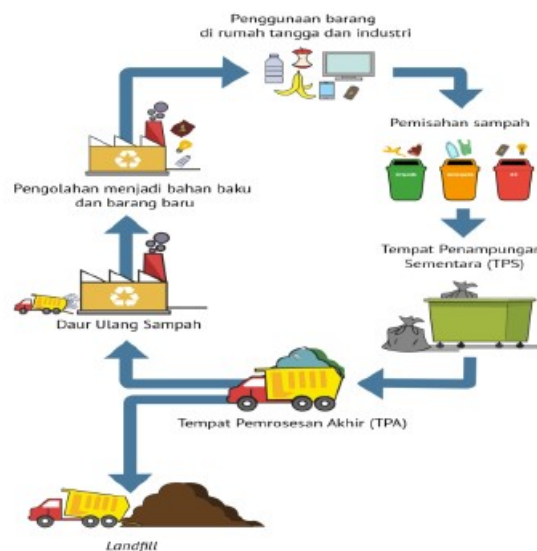 Penggunaan barang
di rumah tangga dan industri
Pemisahan sampah
Tempat Penampungan
Sementara (TPS)
Tempat Pemrosesan Akhir (TPA)
Daur Ulang Sampah
Pengolahan menjadi bahan baku
dan barang baru
Landfill